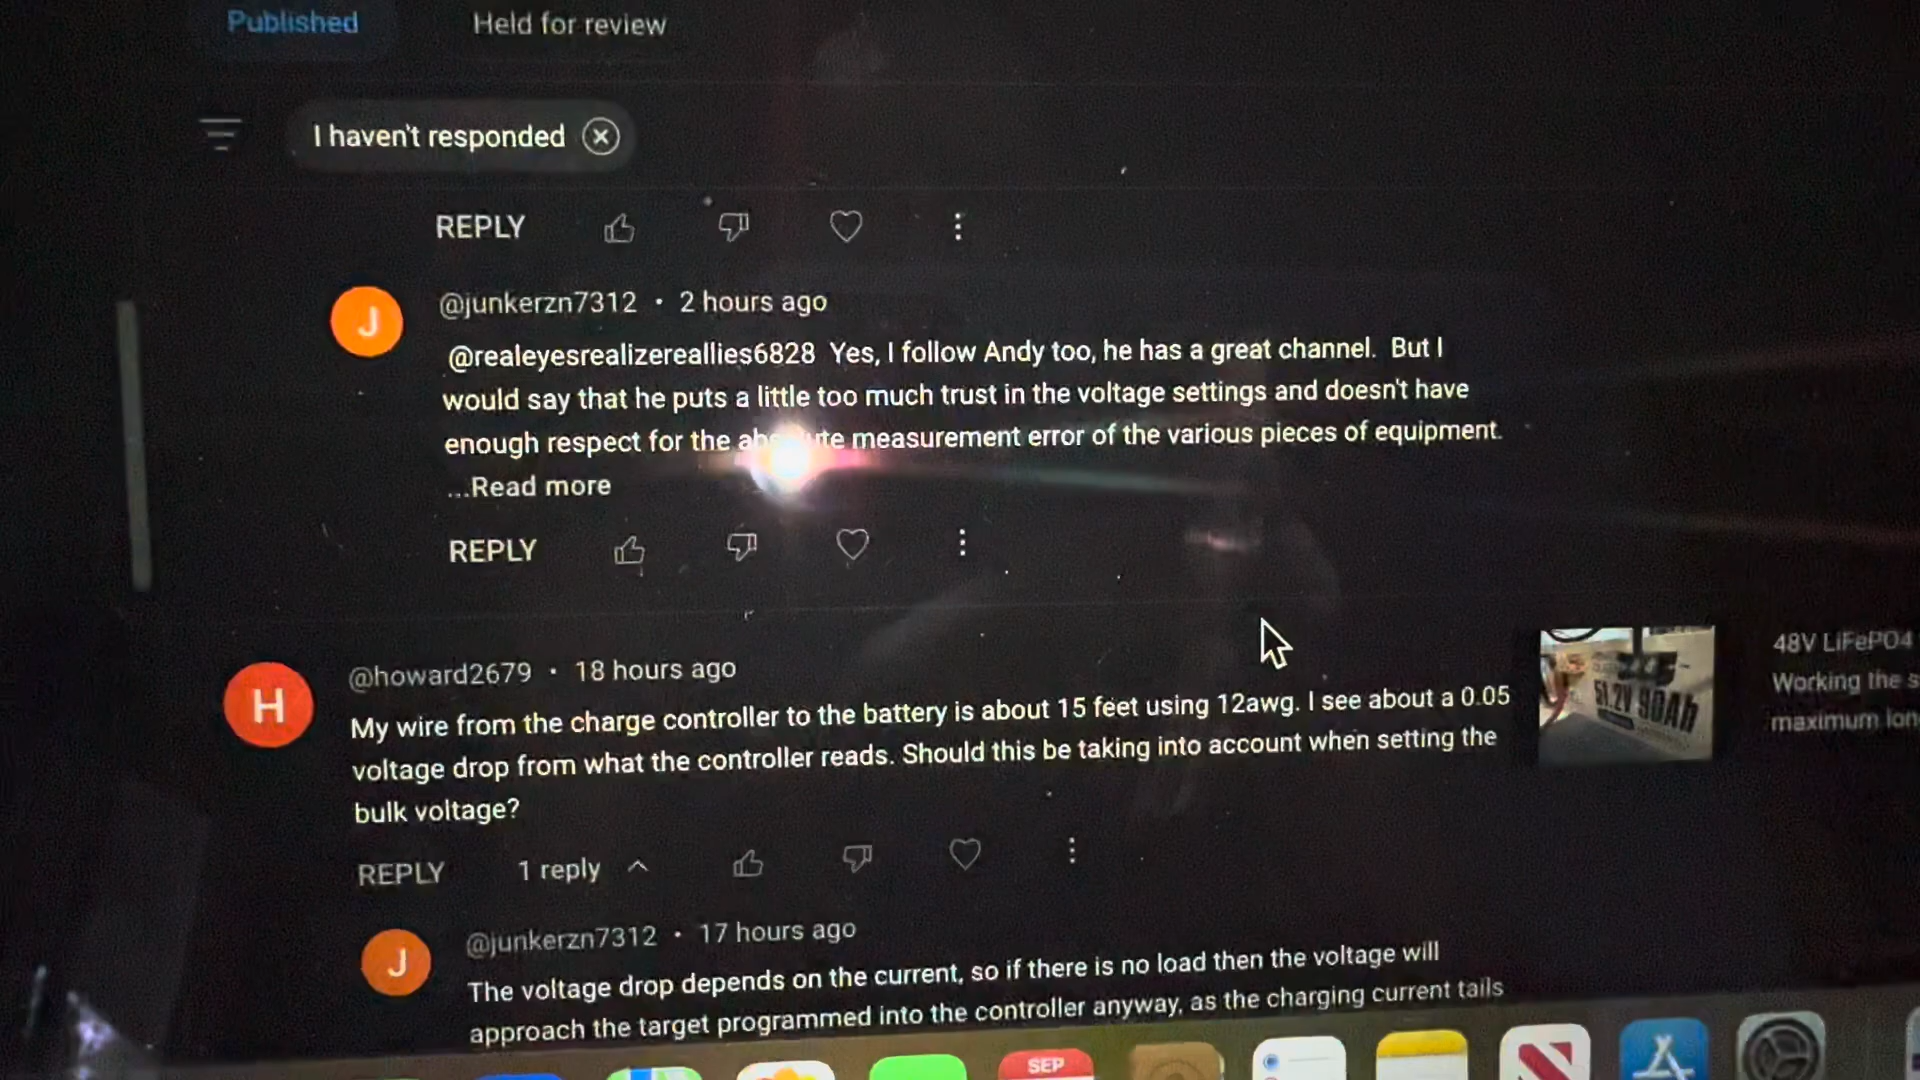 Published
Held for review
I haven't responded
REPLY
@junkerzn7312 • 2 hours ago
J
@realeyesrealizereallies6828 Yes, I follow Andy too, he has a great channel. But I
would say that he puts a little too much trust in the voltage settings and doesn't have
enough respect for the absolute measurement error of the various pieces of equipment.
...Read more
REPLY
@howard2679 • 18 hours ago
H
My wire from the charge controller to the battery is about 15 feet using 12awg. I see about a 0.05
voltage drop from what the controller reads. Should this be taking into account when setting the
bulk voltage?
51.2V 90Ah
48V LiFePO4
Working the s
maximum lon
REPLY
1 reply
@junkerzn7312 • 17 hours ago
J
The voltage drop depends on the current, so if there is no load then the voltage will
approach the target programmed into the controller anyway, as the charging current tails
SEP